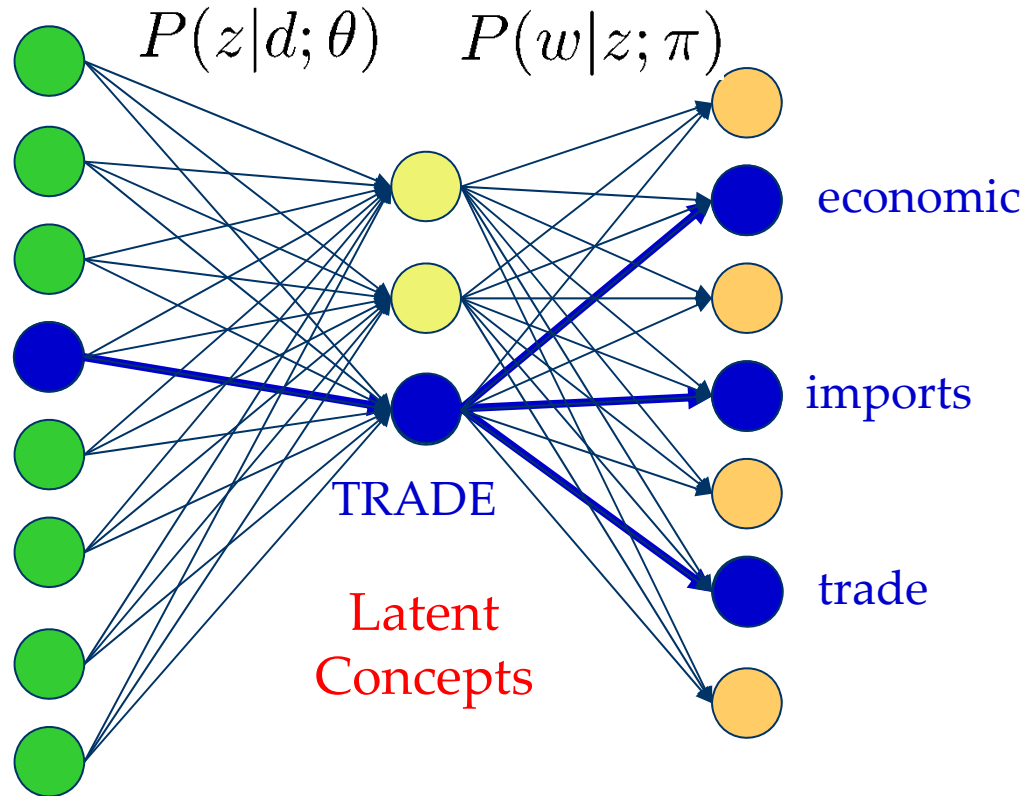 P(z|d; θ) P(w|z; π)
economic
imports
TRADE
trade
Latent
Concepts